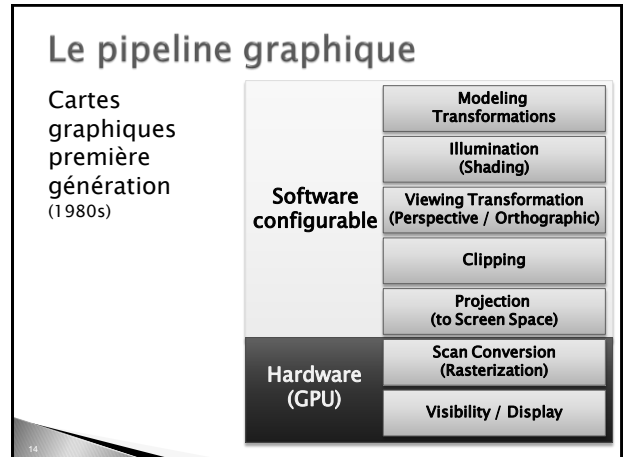 Le pipeline graphique
Cartes
graphiques
première
génération
(1980s)
Software
configurable
Modeling
Transformations
Illumination
(Shading)
Viewing Transformation
(Perspective / Orthographic)
Clipping
Projection
(to Screen Space)
Hardware
(GPU)
Scan Conversion
(Rasterization)
Visibility / Display
14